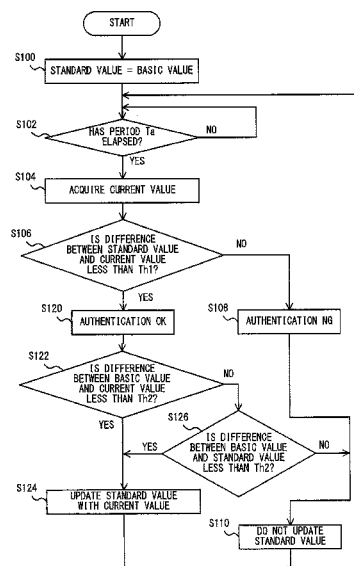 START
S100
STANDARD VALUE = BASIC VALUE
S102
HAS PERIOD Ta
ELAPSED?
NO
YES
S104
ACQUIRE CURRENT VALUE
S106
IS DIFFERENCE
BETWEEN STANDARD VALUE
AND CURRENT VALUE
LESS THAN Th1?
NO
YES
S120
AUTHENTICATION OK
S108
AUTHENTICATION NG
S122
IS DIFFERENCE
BETWEEN BASIC VALUE
AND CURRENT VALUE
LESS THAN Th2?
NO
YES
S126
IS DIFFERENCE
BETWEEN BASIC VALUE
AND STANDARD VALUE
LESS THAN Th2?
YES
NO
S124
UPDATE STANDARD VALUE
WITH CURRENT VALUE
S110
DO NOT UPDATE
STANDARD VALUE